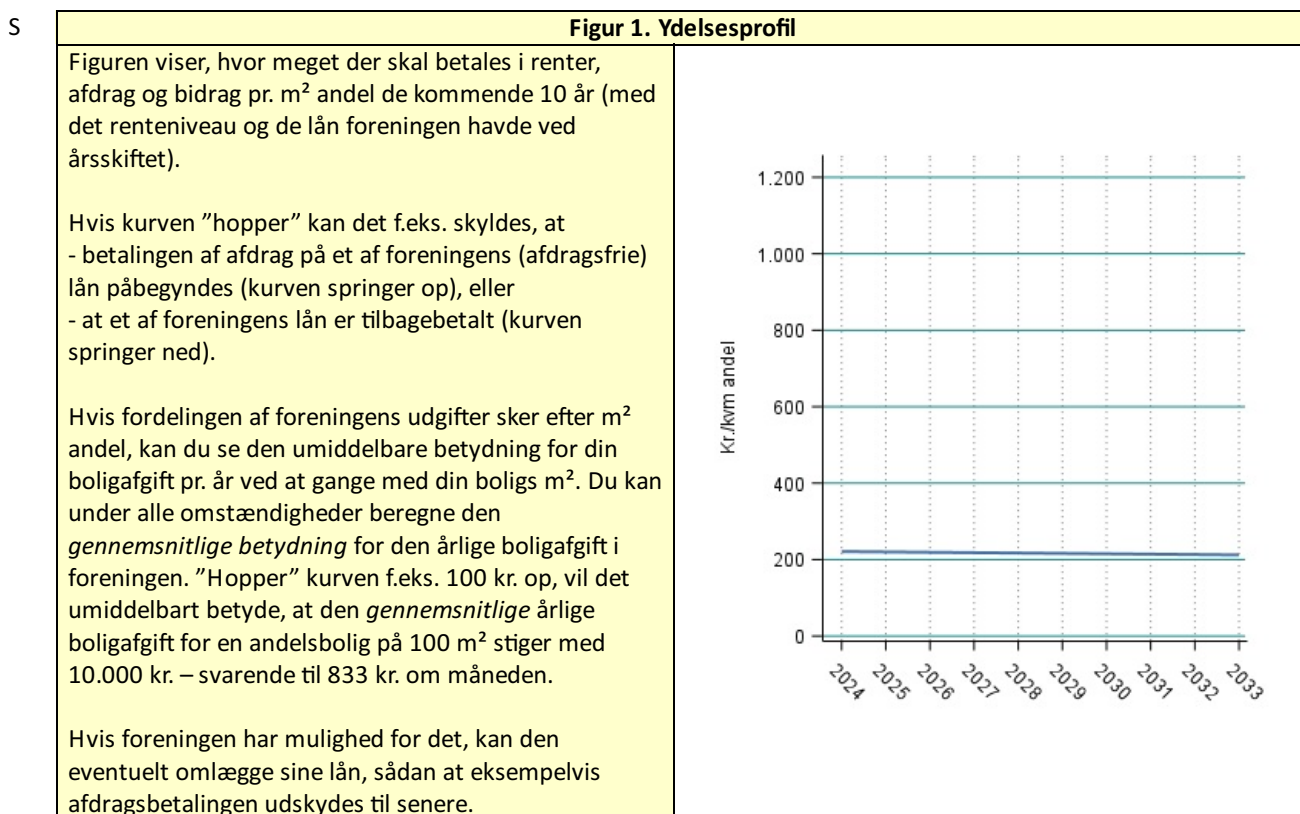 S
Figur 1. Ydelsesprofil
Figuren viser, hvor meget der skal betales i renter,
afdrag og bidrag pr. m² andel de kommende 10 år (med
det renteniveau og de lån foreningen havde ved
årsskiftet).
Hvis kurven ”hopper” kan det f.eks. skyldes, at
- betalingen af afdrag på et af foreningens (afdragsfrie)
lån påbegyndes (kurven springer op), eller
- at et af foreningens lån er tilbagebetalt (kurven
springer ned).
Hvis fordelingen af foreningens udgifter sker efter m²
andel, kan du se den umiddelbare betydning for din
boligafgift pr. år ved at gange med din boligs m². Du kan
under alle omstændigheder beregne den
gennemsnitlige betydning for den årlige boligafgift i
foreningen. ”Hopper” kurven f.eks. 100 kr. op, vil det
umiddelbart betyde, at den gennemsnitlige årlige
boligafgift for en andelsbolig på 100 m² stiger med
10.000 kr. – svarende til 833 kr. om måneden.
Hvis foreningen har mulighed for det, kan den
eventuelt omlægge sine lån, sådan at eksempelvis
afdragsbetalingen udskydes til senere.
Kr./kvm andel
1.200
1.000
800
600
400
200
0
2024
2025
2026
2027
2028
2029
2030
2031
2032
2033